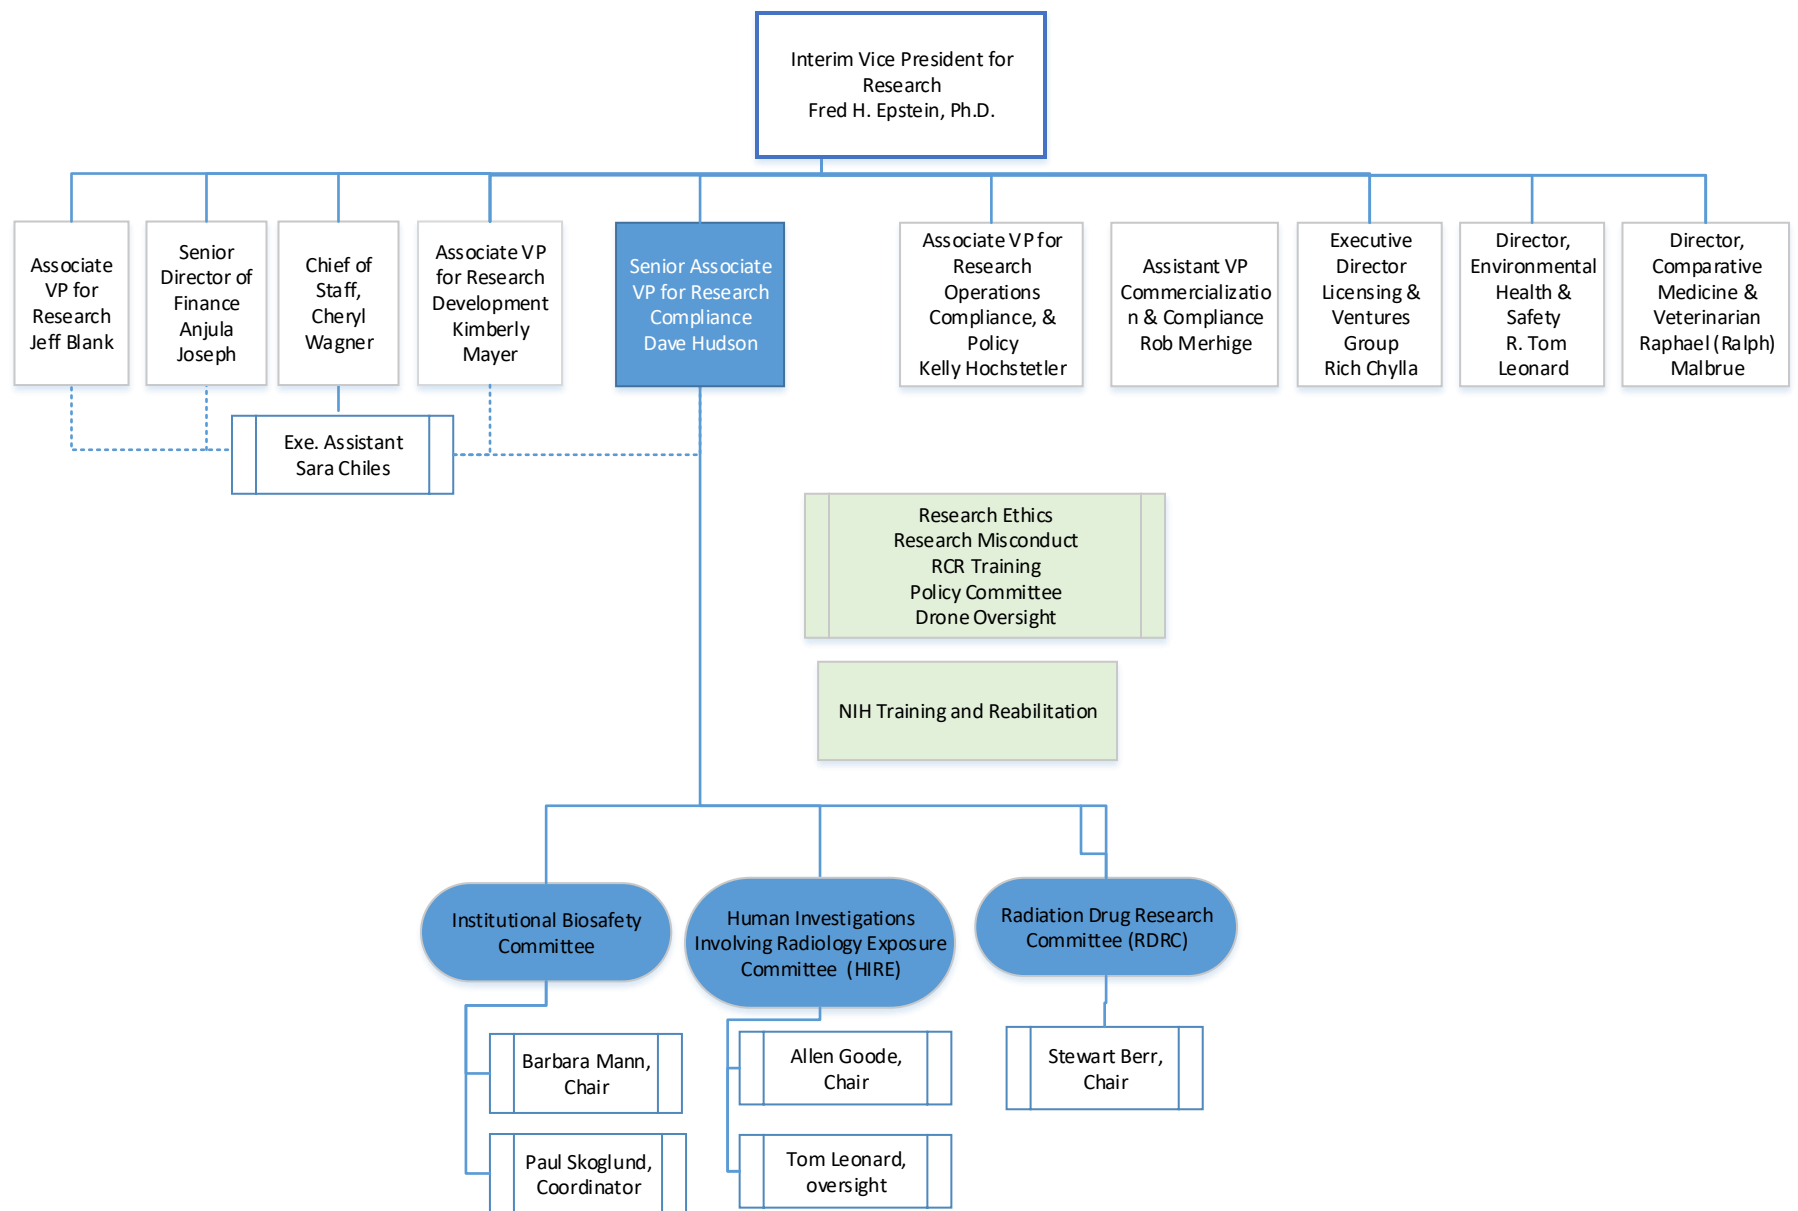 Interim Vice President for
Research
Fred H. Epstein, Ph.D.
Associate
VP for
Research
Jeff Blank
Senior
Director of
Finance
Anjula
Joseph
Chief of
Staff,
Cheryl
Wagner
Associate VP
for Research
Development
Kimberly
Mayer
Senior Associate
VP for Research
Compliance
Dave Hudson
Associate VP for
Research
Operations
Compliance, &
Policy
Kelly Hochstetler
Assistant VP
Commercializatio
n & Compliance
Rob Merhige
Executive
Director
Licensing &
Ventures
Group
Rich Chylla
Director,
Environmental
Health &
Safety
R. Tom
Leonard
Director,
Comparative
Medicine &
Veterinarian
Raphael (Ralph)
Malbrue
Exe. Assistant
Sara Chiles
Research Ethics
Research Misconduct
RCR Training
Policy Committee
Drone Oversight
NIH Training and Reabilitation
Institutional Biosafety
Committee
Human Investigations
Involving Radiology Exposure
Committee (HIRE)
Radiation Drug Research
Committee (RDRC)
Barbara Mann,
Chair
Paul Skoglund,
Coordinator
Allen Goode,
Chair
Tom Leonard,
oversight
Stewart Berr,
Chair